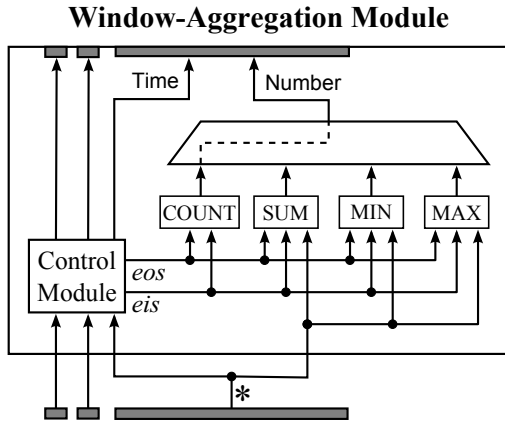 Window-Aggregation Module
Time
Number
COUNT
SUM
MIN
MAX
Control
Module
eos
eis
*